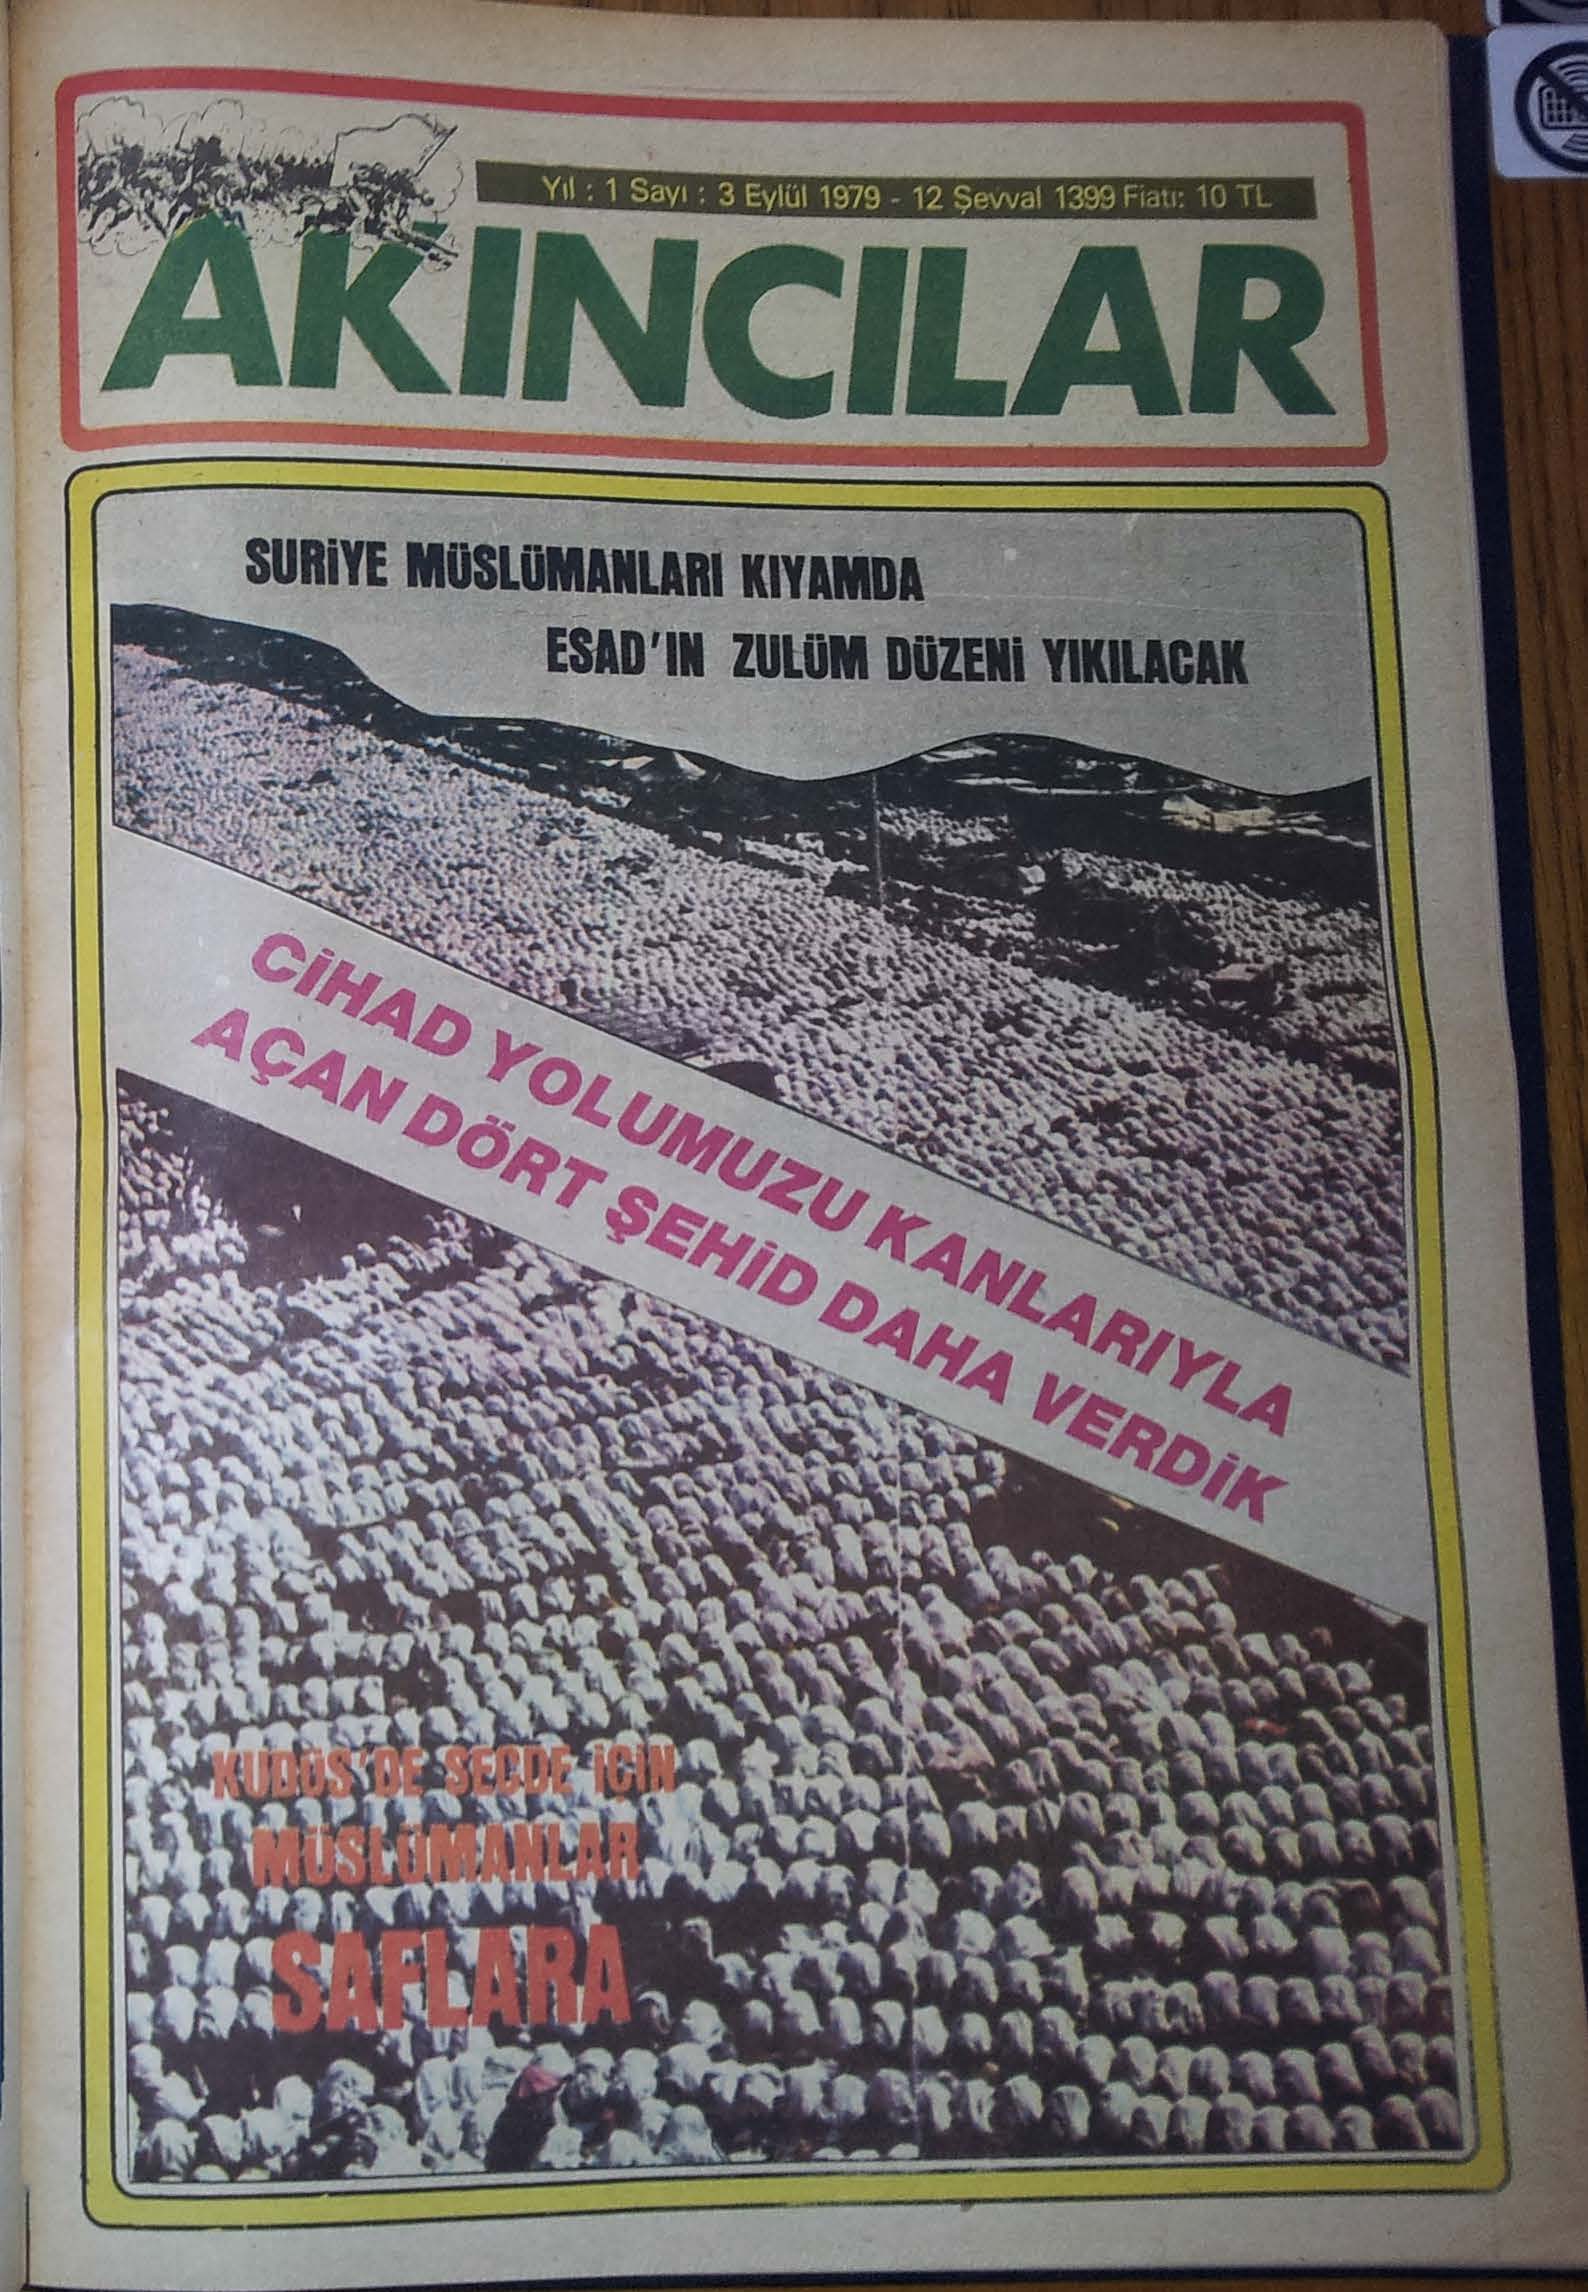 Yıl : 1 Sayı : 3 Eylül 1979 - 12 Şevval 1399 Fiatı: 10 TL
AKINCILAR
SURİYE MÜSLÜMANLARI KIYAMDA
ESAD'IN ZULÜM DÜZENİ YIKILACAK
CİHAD YOLUMUZU KANLARIYLA
AÇAN DÖRT ŞEHİD DAHA VERDİK
KUDÜS'DE SECDE İÇİN
MÜSLÜMANLAR
SAFLARA